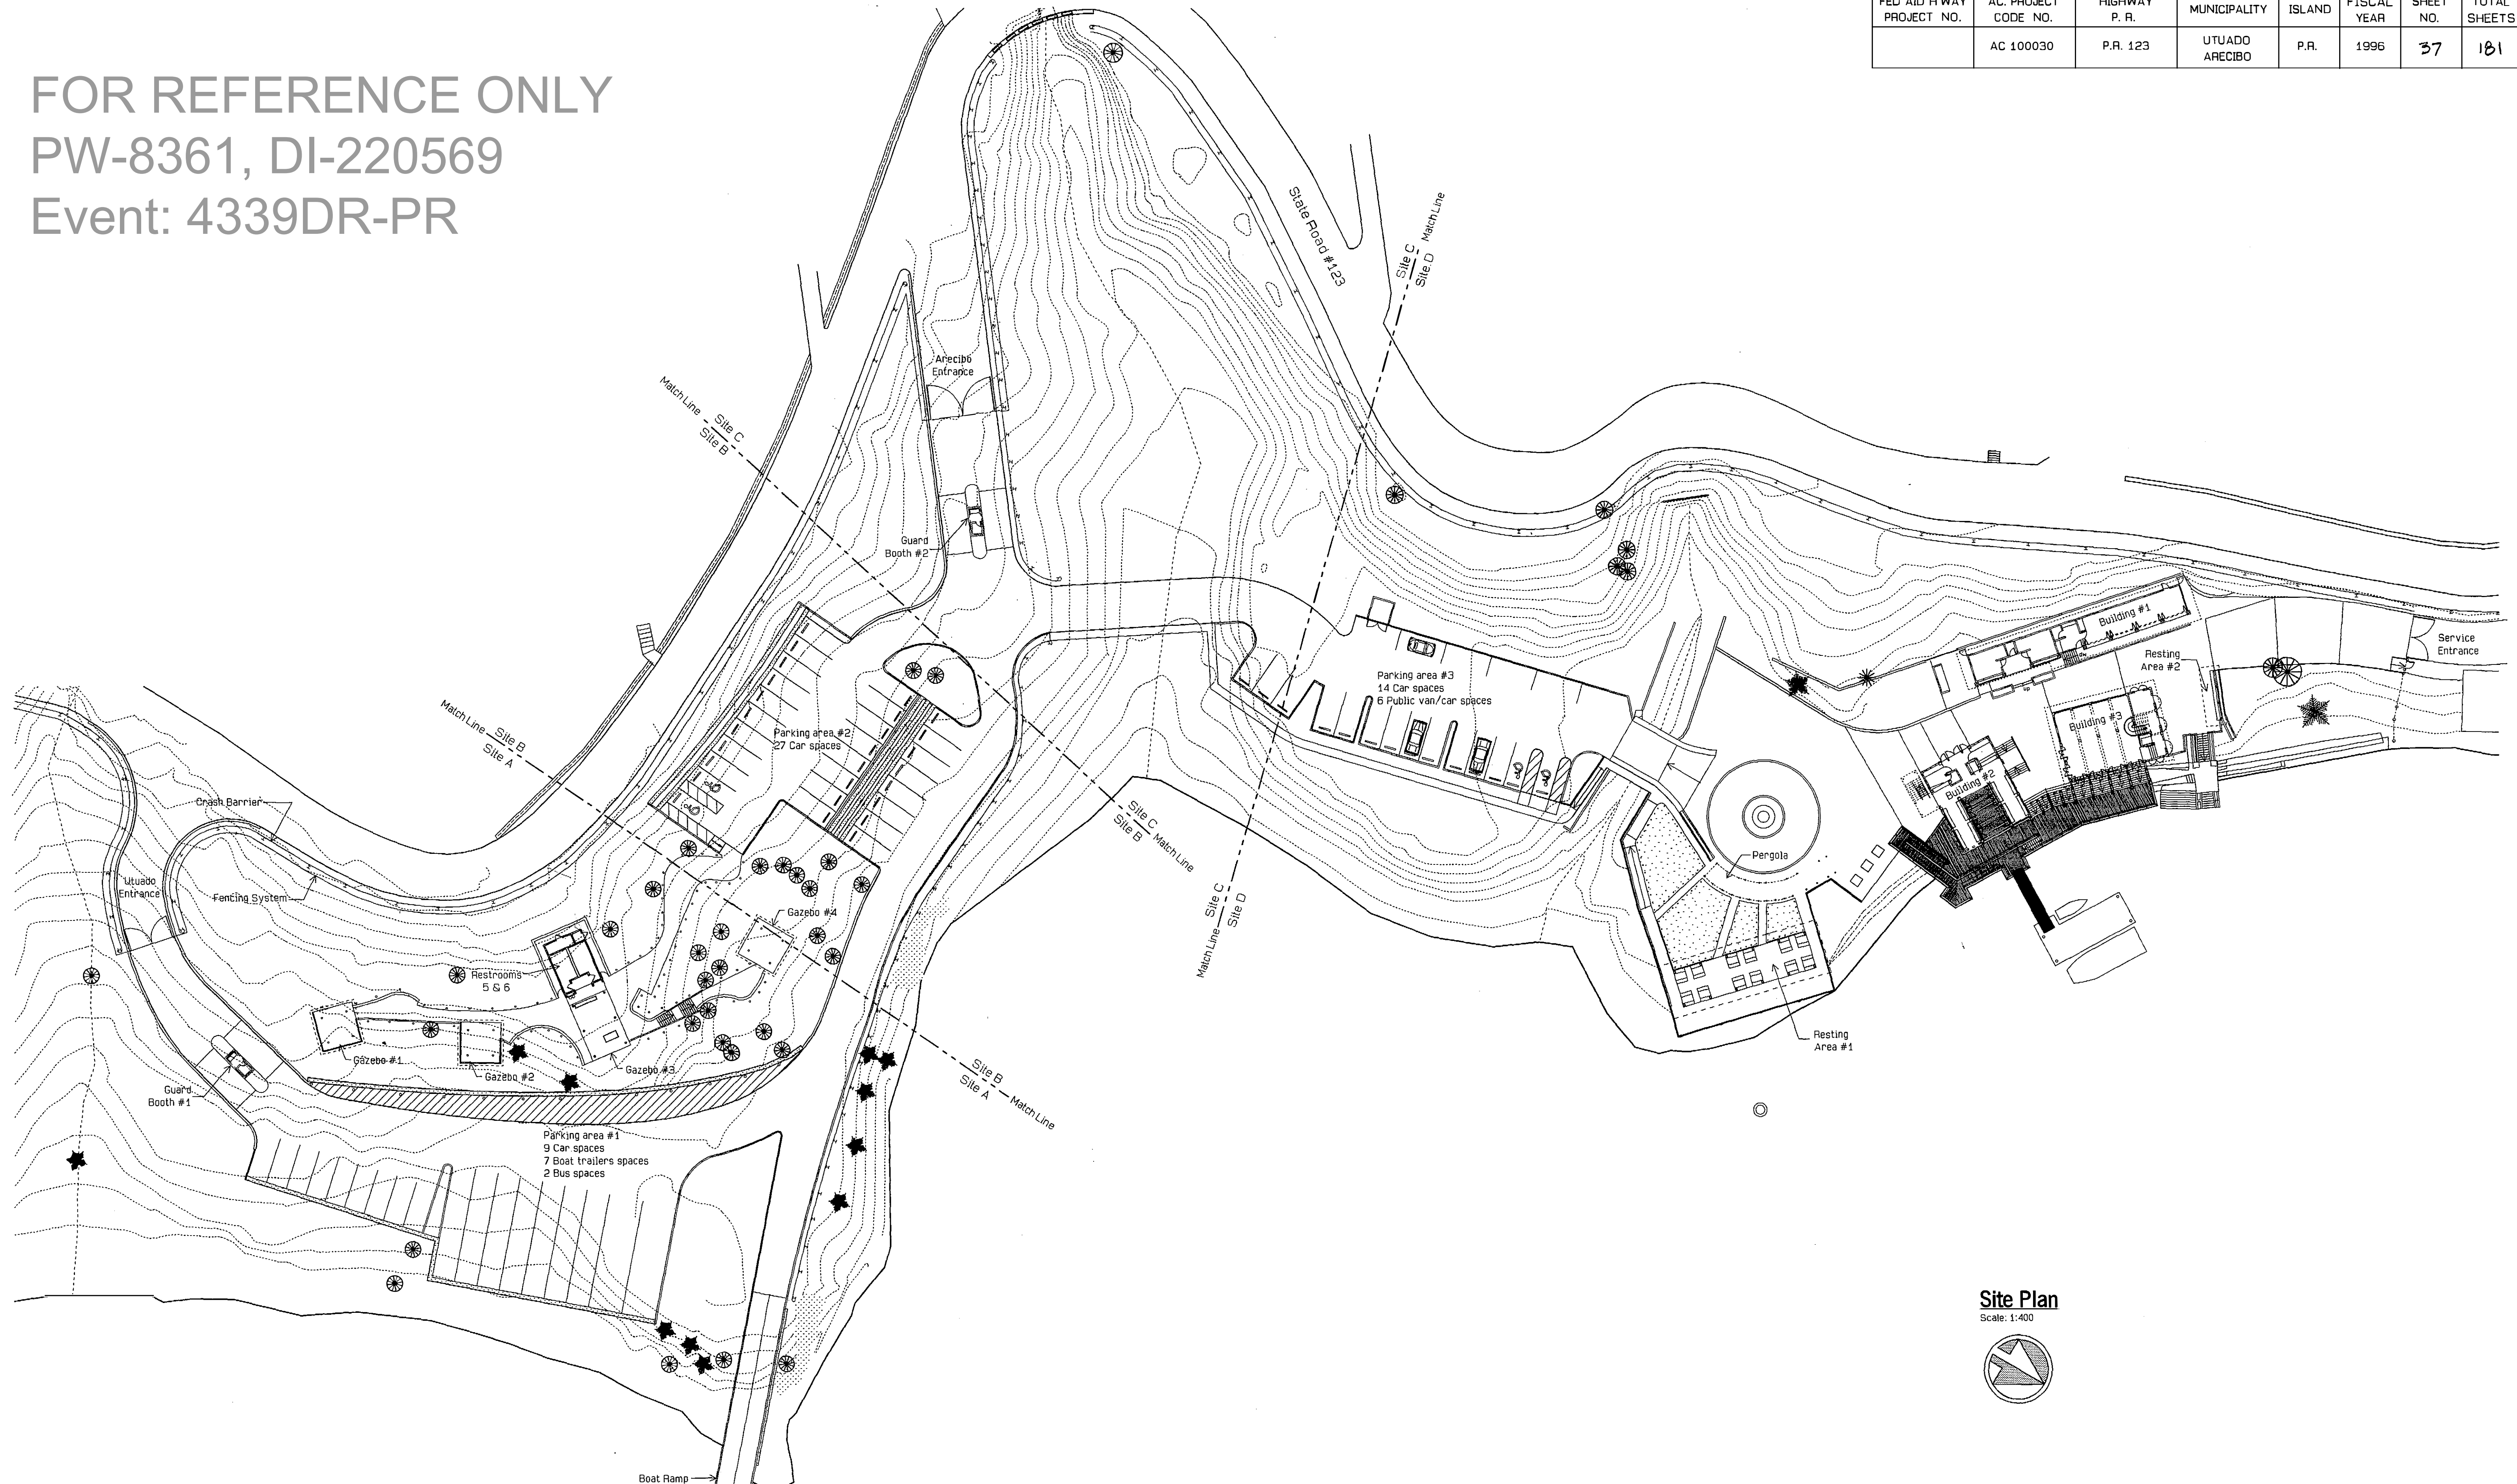 FOR REFERENCE ONLY
PW-8361, DI-220569
Event: 4339DR-PR
FED AID H'WAY PROJECT NO.
AC. PROJECT CODE NO.
HIGHWAY P. R.
MUNICIPALITY
ISLAND
FISCAL YEAR
SHEET NO.
TOTAL SHEETS
AC 100030
P.R. 123
UTUADO
ARECIBO
P.R.
1996
37
181
State Road #123
Site C
Site D
Match Line
Arecibo
Entrance
Match Line
Site C
Site B
Guard
Booth #2
Match Line
Site B
Site A
Parking area #2
27 Car spaces
Parking area #3
14 Car spaces
6 Public van/car spaces
Building #1
Resting
Area #2
Service
Entrance
Building #3
Building #2
Crash Barrier
Utuado
Entrance
Fencing System
Site C
Site B
Match Line
Pergola
Gazebo #4
Match Line
Site C
Site D
Restrooms
5 & 6
Gazebo #1
Gazebo #2
Gazebo #3
Guard
Booth #1
Resting
Area #1
Site B
Site A
Match Line
Parking area #1
9 Car spaces
7 Boat trailers spaces
2 Bus spaces
Site Plan
Scale: 1:400
Boat Ramp